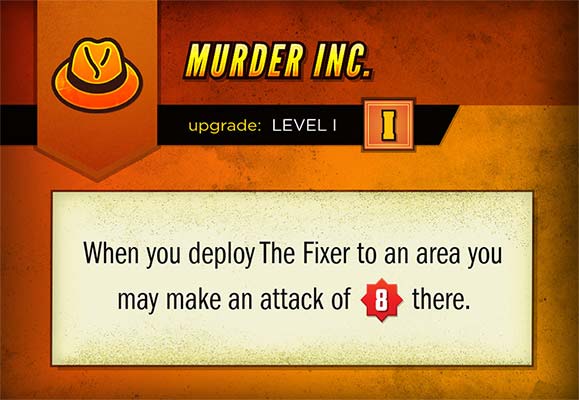 MURDER INC.
upgrade: LEVEL I
I
When you deploy The Fixer to an area you
may make an attack of 8 there.